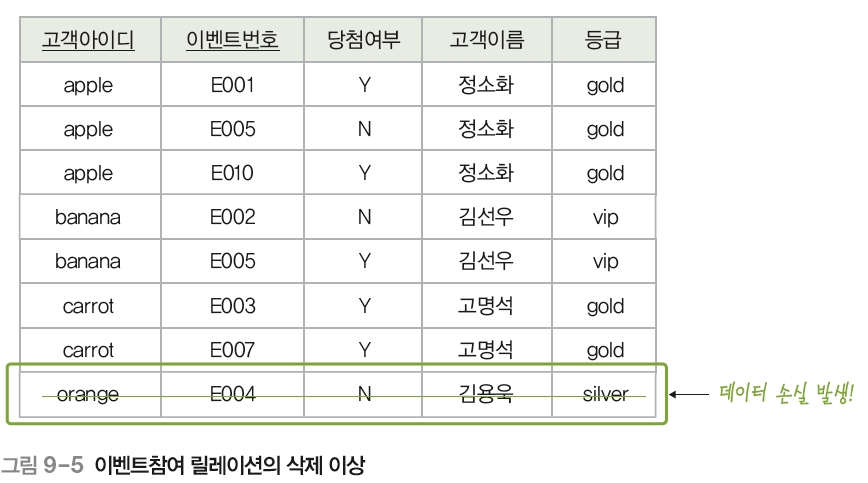 고객아이디 이벤트번호 당첨여부 고객이름 등급
apple E001 Y 정소화 gold
apple E005 N 정소화 gold
apple E010 Y 정소화 gold
banana E002 N 김선우 vip
banana E005 Y 김선우 vip
carrot E003 Y 고명석 gold
carrot E007 Y 고명석 gold
orange E004 N 김용욱 silver 데이터 손실 발생!
그림 9-5 이벤트참여 릴레이션의 삭제 이상